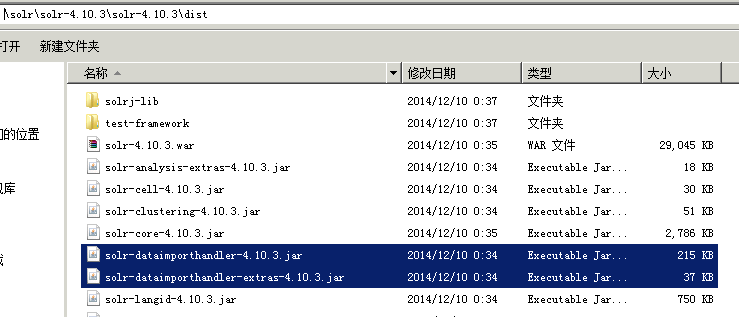 \solr\solr-4.10.3\solr-4.10.3\dist
打开 新建文件夹
名称 修改日期 类型 大小
solrj-lib 2014/12/10 0:37 文件夹
test-framework 2014/12/10 0:37 文件夹
的位置
solr-4.10.3.war 2014/12/10 0:35 WAR 文件 29,045 KB
solr-analysis-extras-4.10.3.jar 2014/12/10 0:34 Executable Jar... 18 KB
库
solr-cell-4.10.3.jar 2014/12/10 0:34 Executable Jar... 30 KB
solr-clustering-4.10.3.jar 2014/12/10 0:34 Executable Jar... 51 KB
solr-core-4.10.3.jar 2014/12/10 0:35 Executable Jar... 2,786 KB
solr-dataimporthandler-4.10.3.jar 2014/12/10 0:34 Executable Jar... 215 KB
solr-dataimporthandler-extras-4.10.3.jar 2014/12/10 0:34 Executable Jar... 37 KB
solr-langid-4.10.3.jar 2014/12/10 0:34 Executable Jar... 750 KB